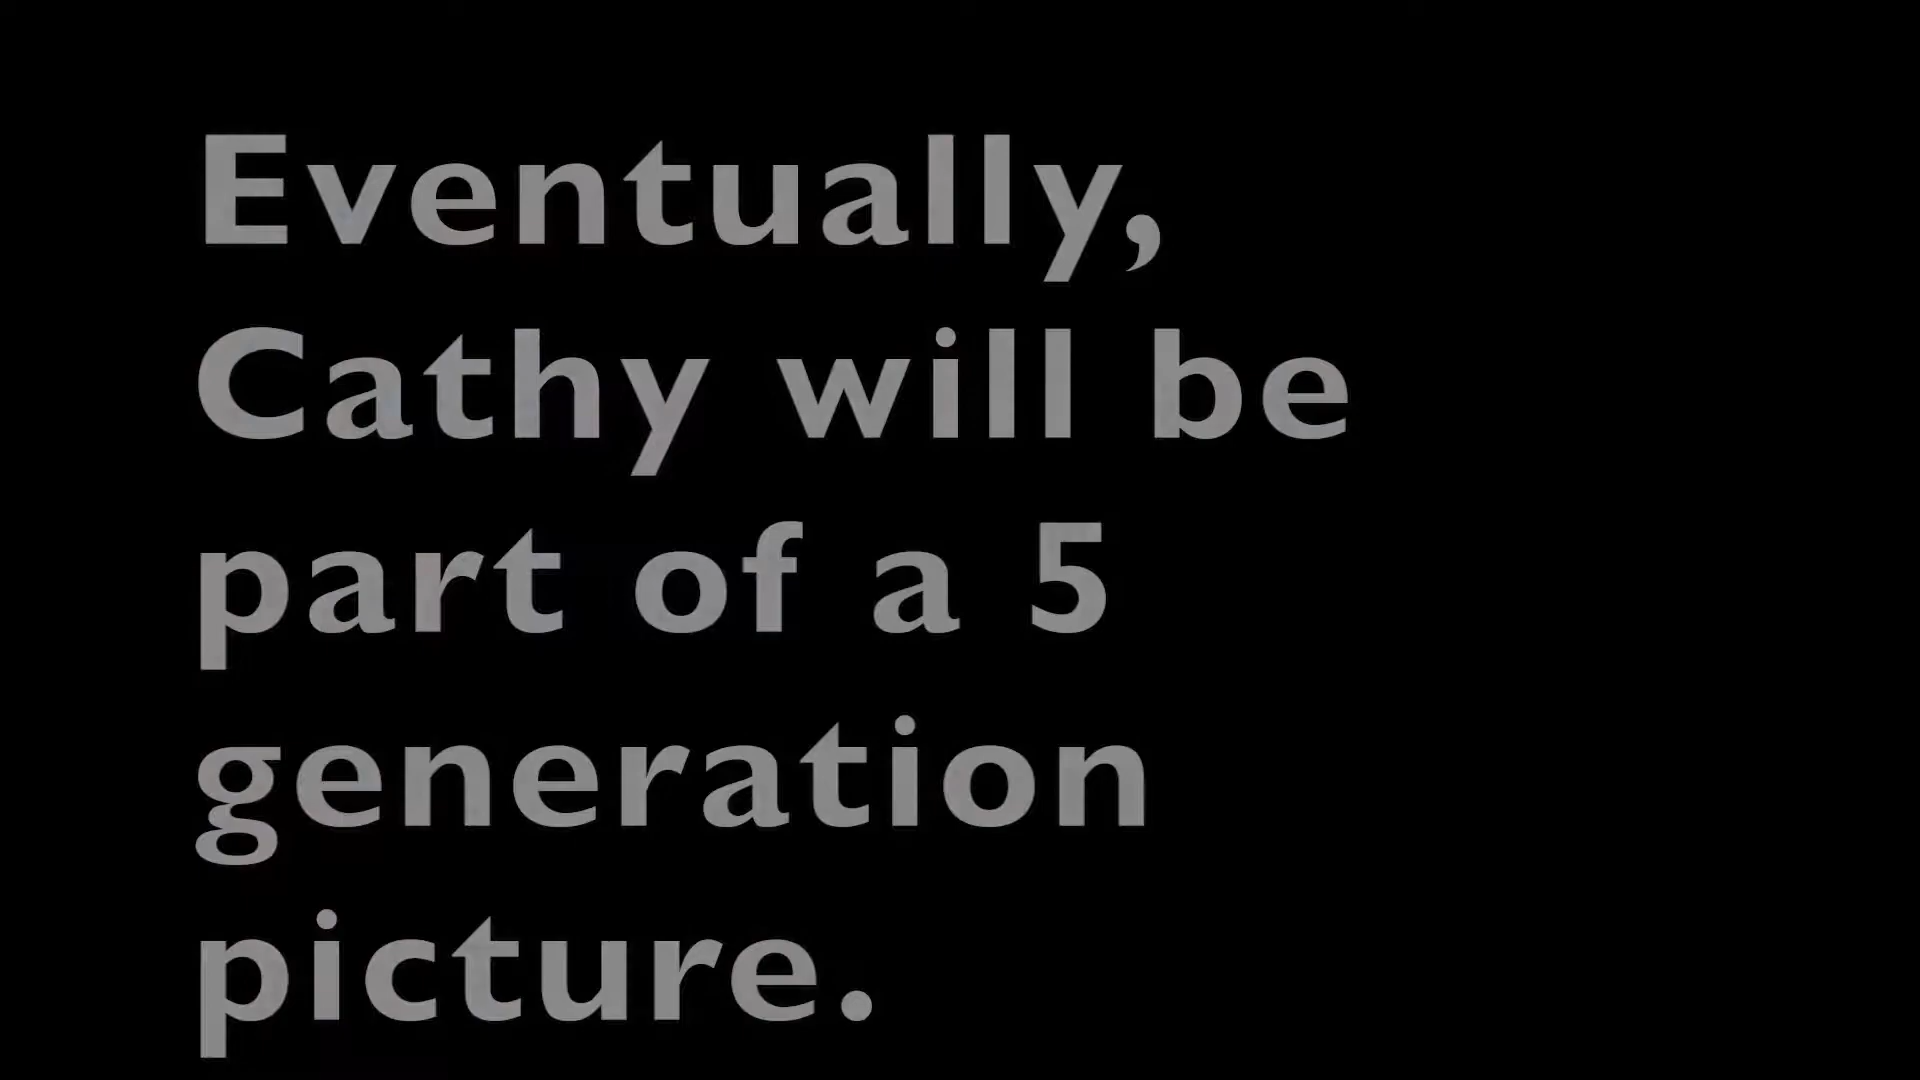 Eventually,
Cathy will be
part of a 5
generation
picture.